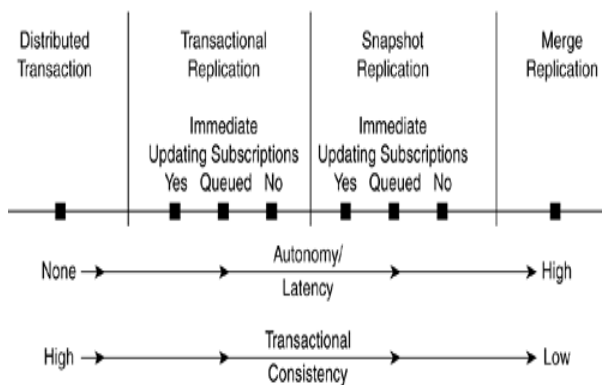 Distributed
Transaction
Transactional
Replication
Snapshot
Replication
Merge
Replication
Immediate
Updating Subscriptions
Yes Queued No
Immediate
Updating Subscriptions
Yes Queued No
None
Autonomy/
Latency
High
High
Transactional
Consistency
Low